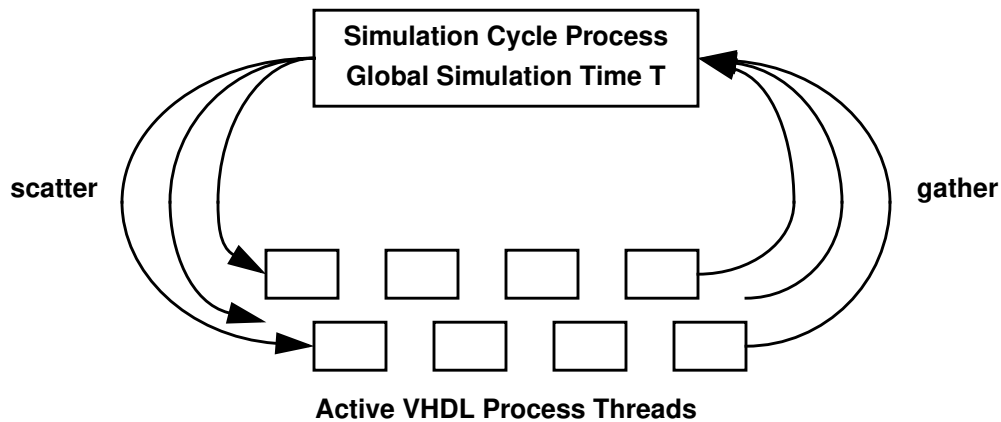 Simulation Cycle Process
Global Simulation Time T
scatter
gather
Active VHDL Process Threads